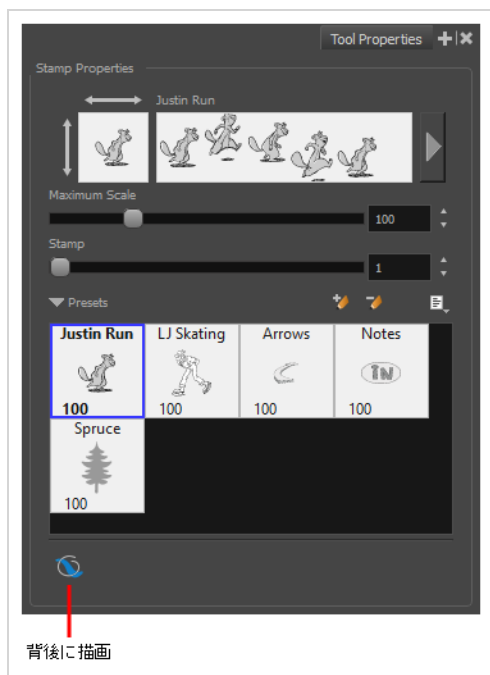 Tool Properties
Stamp Properties
Justin Run
Maximum Scale
100
Stamp
1
Presets
Justin Run
LJ Skating
Arrows
Notes
IN
100
100
100
100
Spruce
100
背後に描画